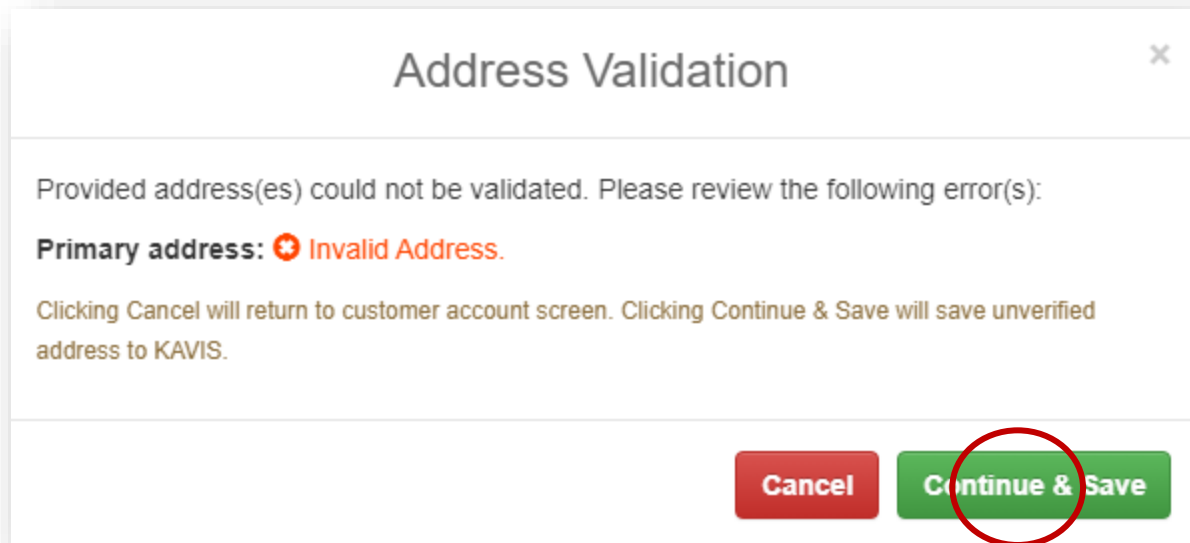 Address Validation
×
Provided address(es) could not be validated. Please review the following error(s):
Primary address: Invalid Address.
Clicking Cancel will return to customer account screen. Clicking Continue & Save will save unverified
address to KAVIS.
Cancel
Continue & Save